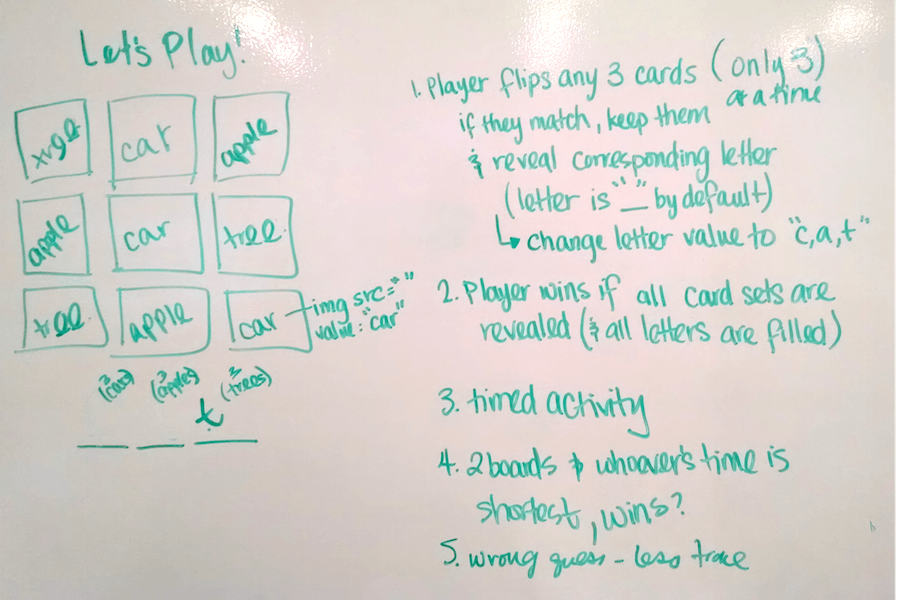 Let's Play!
tree car apple
apple car tree
tree apple car
img src=" "
value: "car"
3 (cars) 3 (apples) 3 (trees)
t
___ ___ ___
1. Player flips any 3 cards (only 3)
at a time
if they match, keep them
& reveal corresponding letter
(letter is "_" by default)
↳ change letter value to "c,a,t"
2. Player wins if all card sets are
revealed (& all letters are filled)
3. timed activity
4. 2 boards & whoever's time is
shortest, wins?
5. wrong guess - less